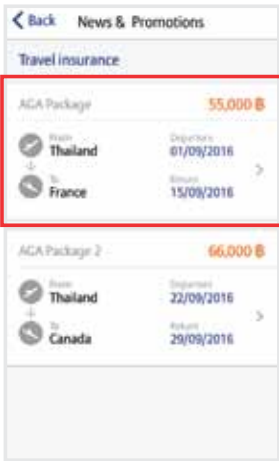 Back News & Promotions
Travel insurance
AGA Package 55,000 ฿
From Departure
Thailand 01/09/2016
To Return
France 15/09/2016
AGA Package 2 66,000 ฿
From Departure
Thailand 22/09/2016
To Return
Canada 29/09/2016